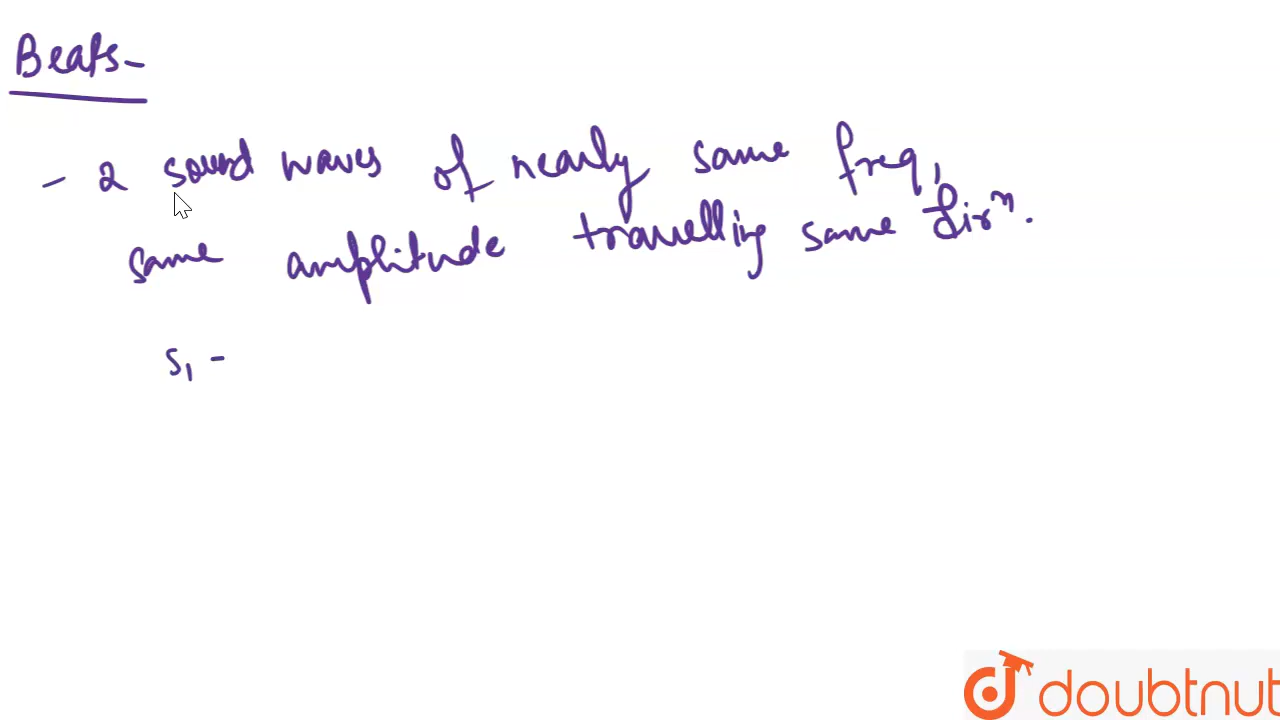 Beats-
- 2 sound waves of nearly same freq,
same amplitude travelling same dirⁿ.
S₁ -
doubtnut